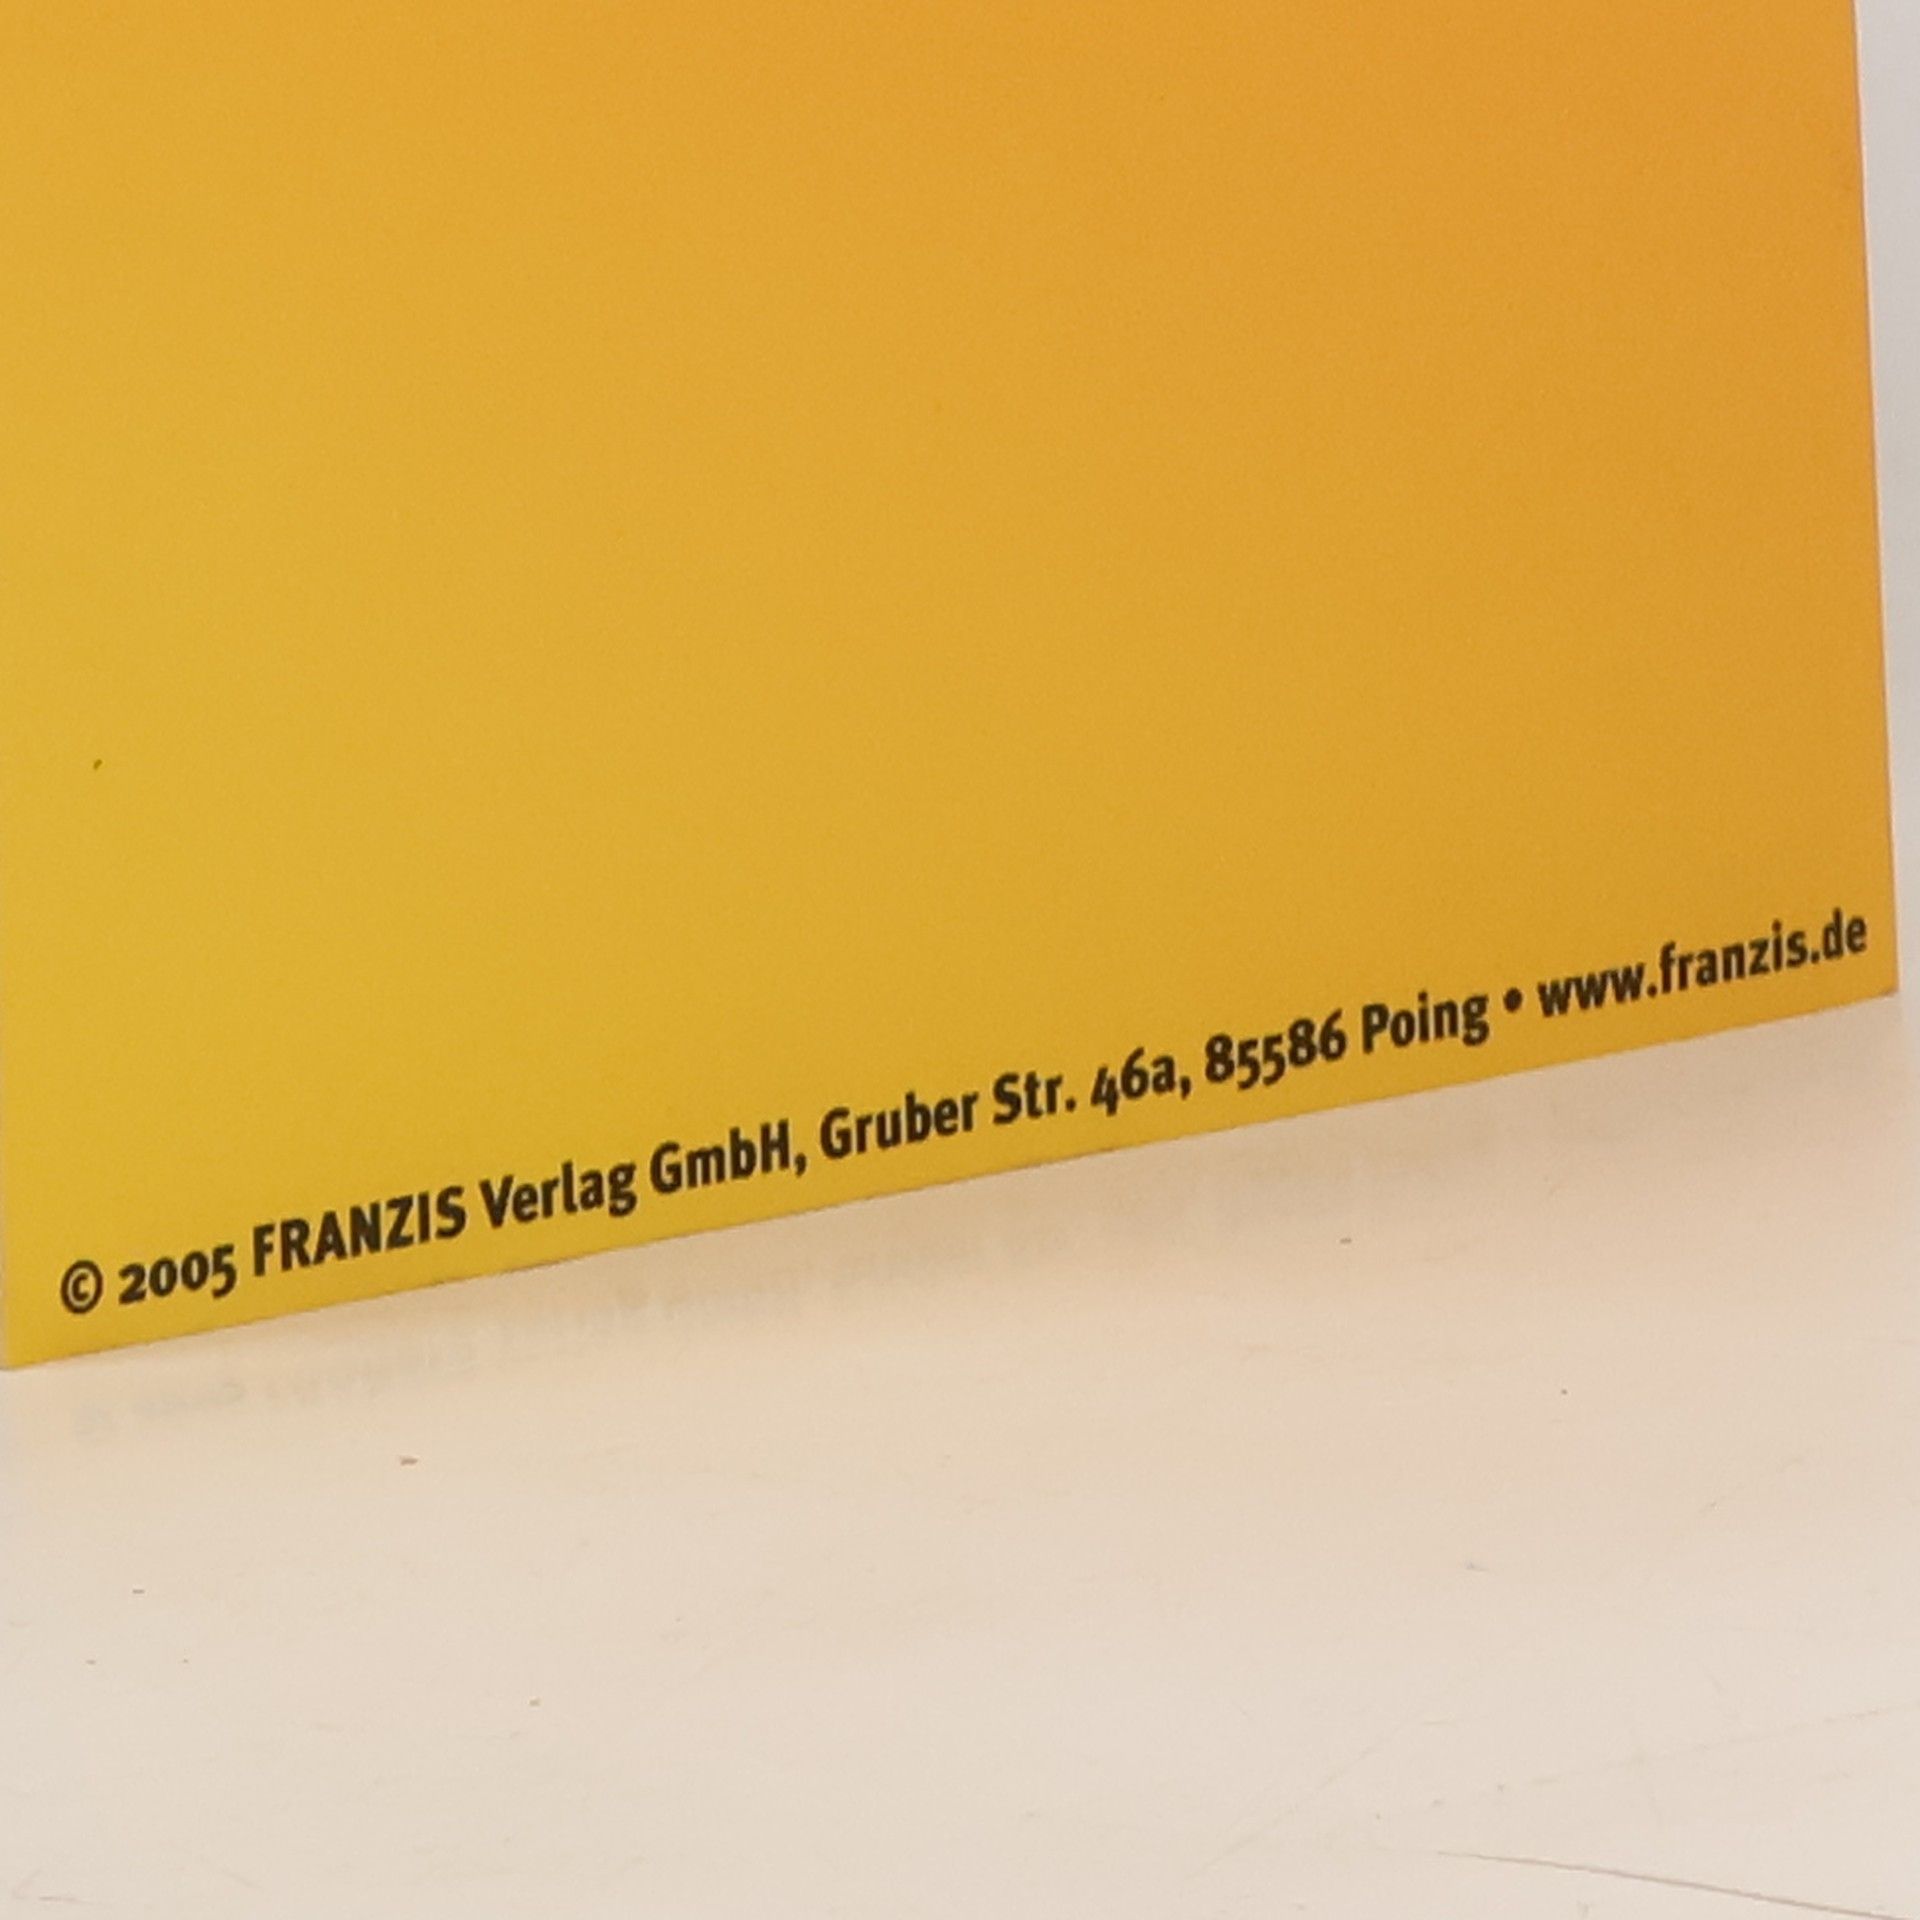 © 2005 FRANZIS Verlag GmbH, Gruber Str. 46a, 85586 Poing • www.franzis.de